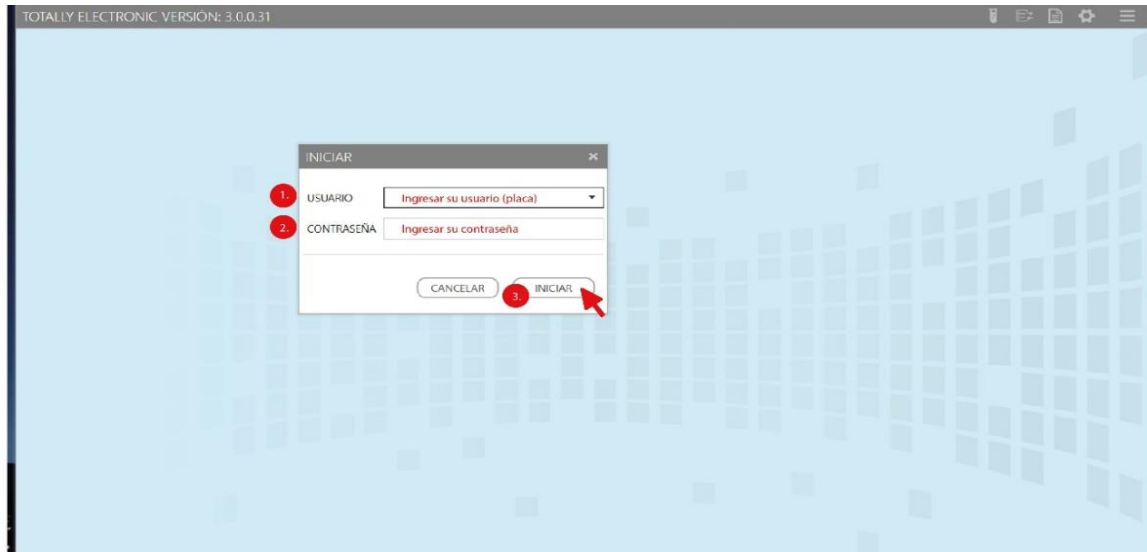 TOTALLY ELECTRONIC VERSIÓN: 3.0.0.31
INICIAR
1. USUARIO Ingresar su usuario (placa)
2. CONTRASEÑA Ingresar su contraseña
CANCELAR 3. INICIAR